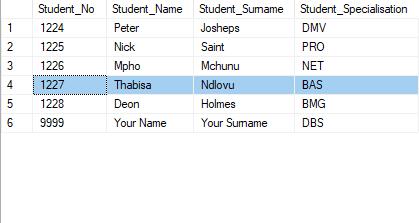 Student_No Student_Name Student_Surname Student_Specialisation
1 1224 Peter Josheps DMV
2 1225 Nick Saint PRO
3 1226 Mpho Mchunu NET
4 1227 Thabisa Ndlovu BAS
5 1228 Deon Holmes BMG
6 9999 Your Name Your Surname DBS